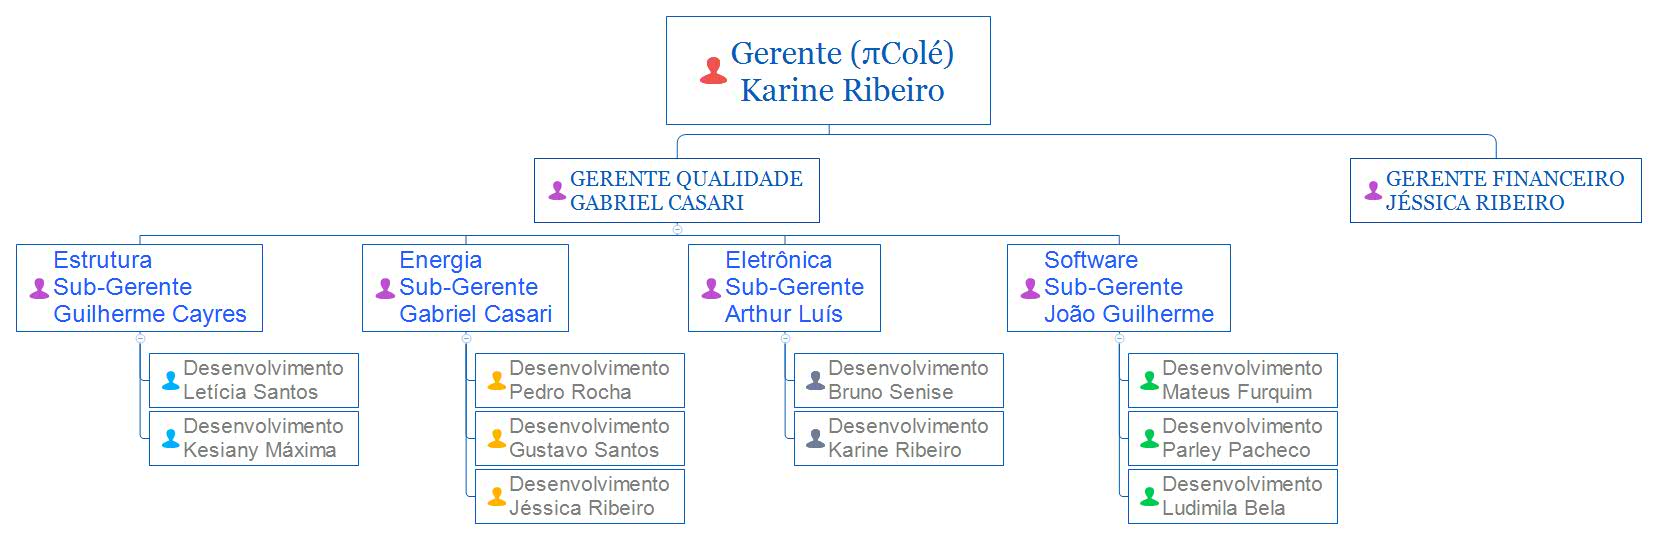 Gerente (πColé)
Karine Ribeiro
GERENTE QUALIDADE
GABRIEL CASARI
GERENTE FINANCEIRO
JÉSSICA RIBEIRO
Estrutura
Sub-Gerente
Guilherme Cayres
Energia
Sub-Gerente
Gabriel Casari
Eletrônica
Sub-Gerente
Arthur Luís
Software
Sub-Gerente
João Guilherme
Desenvolvimento
Letícia Santos
Desenvolvimento
Kesiany Máxima
Desenvolvimento
Pedro Rocha
Desenvolvimento
Gustavo Santos
Desenvolvimento
Jéssica Ribeiro
Desenvolvimento
Bruno Senise
Desenvolvimento
Karine Ribeiro
Desenvolvimento
Mateus Furquim
Desenvolvimento
Parley Pacheco
Desenvolvimento
Ludimila Bela